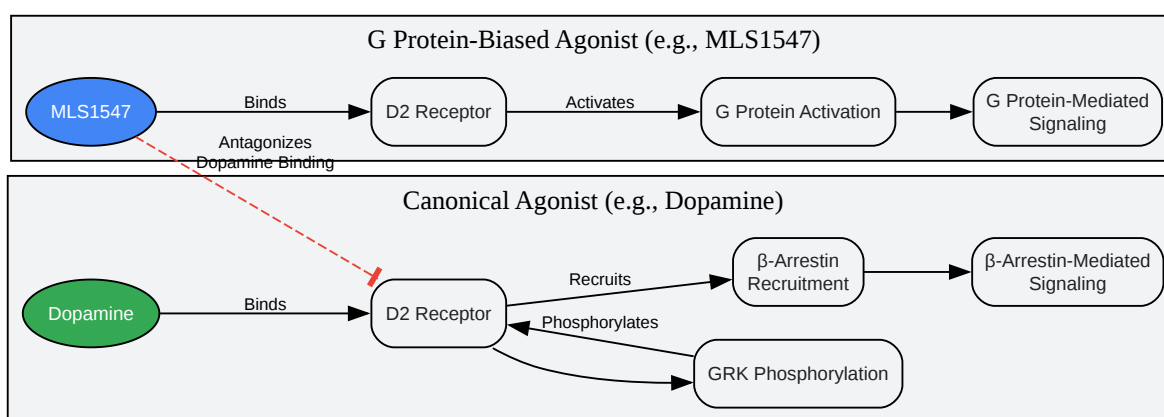 G Protein-Biased Agonist (e.g., MLS1547)
MLS1547
Binds
D2 Receptor
Activates
G Protein Activation
G Protein-Mediated
Signaling
Antagonizes
Dopamine Binding
Canonical Agonist (e.g., Dopamine)
Dopamine
Binds
D2 Receptor
Recruits
β-Arrestin
Recruitment
β-Arrestin-Mediated
Signaling
Phosphorylates
GRK Phosphorylation